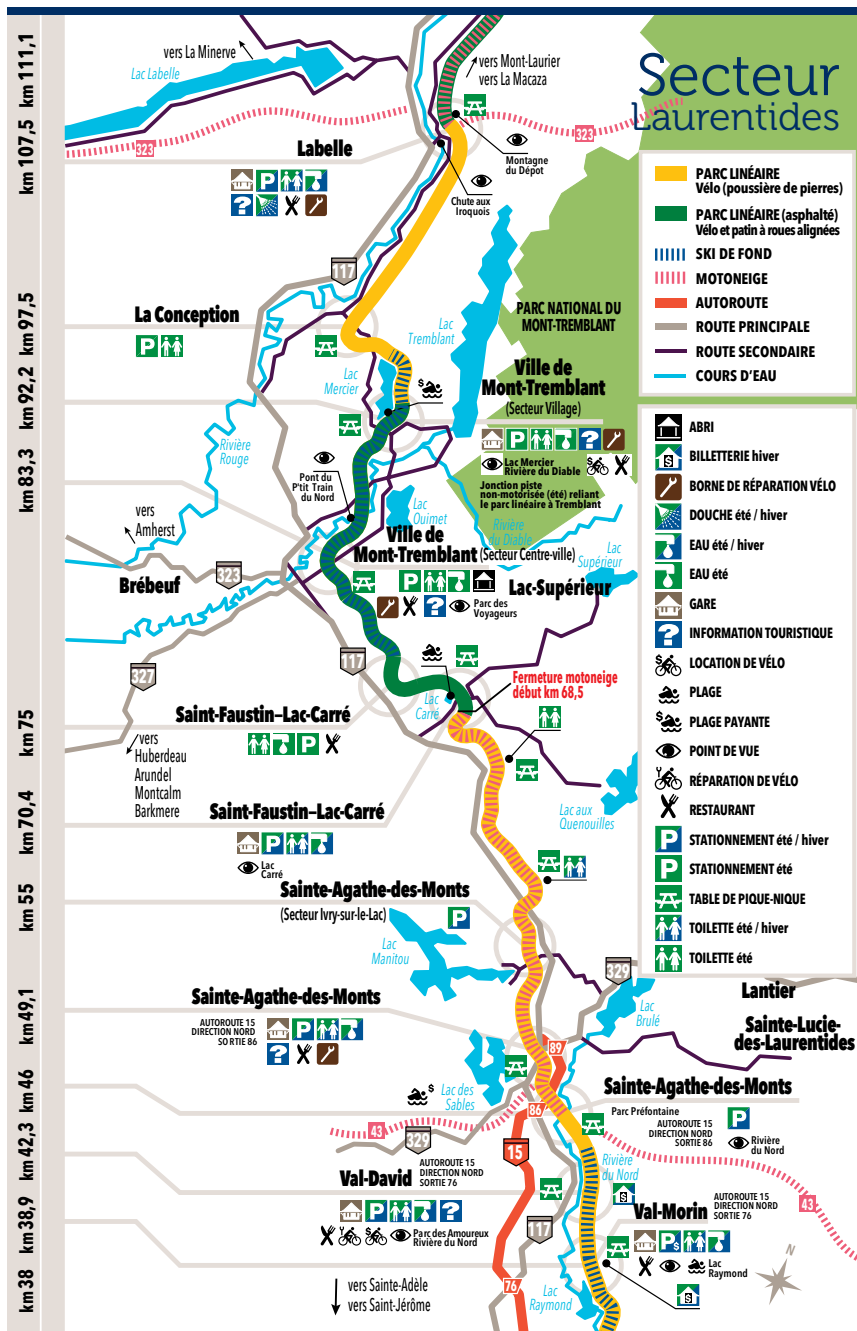 Secteur
Laurentides
km 111,1
km 107,5
km 97,5
km 92,2
km 83,3
km 75
km 70,4
km 55
km 49,1
km 46
km 42,3
km 38,9
km 38
vers La Minerve
Lac Labelle
vers Mont-Laurier
vers La Macaza
323
323
Labelle
Montagne
du Dépot
Chute aux
Iroquois
117
La Conception
Lac
Tremblant
PARC NATIONAL DU
MONT-TREMBLANT
Lac
Mercier
Ville de
Mont-Tremblant
(Secteur Village)
Lac Mercier
Rivière du Diable
Jonction piste
non-motorisée (été) reliant
le parc linéaire à Tremblant
Rivière
Rouge
Pont du
P'tit Train
du Nord
Lac
Ouimet
Rivière
du Diable
vers
Amherst
Ville de
Mont-Tremblant (Secteur Centre-ville)
Parc des
Voyageurs
Lac
Supérieur
Lac-Supérieur
Brébeuf
323
327
117
Lac
Carré
Fermeture motoneige
début km 68,5
Saint-Faustin–Lac-Carré
vers
Huberdeau
Arundel
Montcalm
Barkmere
Saint-Faustin–Lac-Carré
Lac
Carré
Lac aux
Quenouilles
Sainte-Agathe-des-Monts
(Secteur Ivry-sur-le-Lac)
Lac
Manitou
329
Lantier
Lac
Brulé
Sainte-Lucie-
des-Laurentides
Sainte-Agathe-des-Monts
AUTOROUTE 15
DIRECTION NORD
SORTIE 86
89
Lac des
Sables
86
Sainte-Agathe-des-Monts
Parc Préfontaine
AUTOROUTE 15
DIRECTION NORD
SORTIE 86
Rivière
du Nord
43
329
15
Rivière
du Nord
Val-David
AUTOROUTE 15
DIRECTION NORD
SORTIE 76
Parc des Amoureux
Rivière du Nord
117
Val-Morin
AUTOROUTE 15
DIRECTION NORD
SORTIE 76
43
Lac
Raymond
76
Lac
Raymond
N
vers Sainte-Adèle
vers Saint-Jérôme
PARC LINÉAIRE
Vélo (poussière de pierres)
PARC LINÉAIRE (asphalté)
Vélo et patin à roues alignées
SKI DE FOND
MOTONEIGE
AUTOROUTE
ROUTE PRINCIPALE
ROUTE SECONDAIRE
COURS D'EAU
ABRI
BILLETTERIE hiver
BORNE DE RÉPARATION VÉLO
DOUCHE été / hiver
EAU été / hiver
EAU été
GARE
INFORMATION TOURISTIQUE
LOCATION DE VÉLO
PLAGE
PLAGE PAYANTE
POINT DE VUE
RÉPARATION DE VÉLO
RESTAURANT
STATIONNEMENT été / hiver
STATIONNEMENT été
TABLE DE PIQUE-NIQUE
TOILETTE été / hiver
TOILETTE été